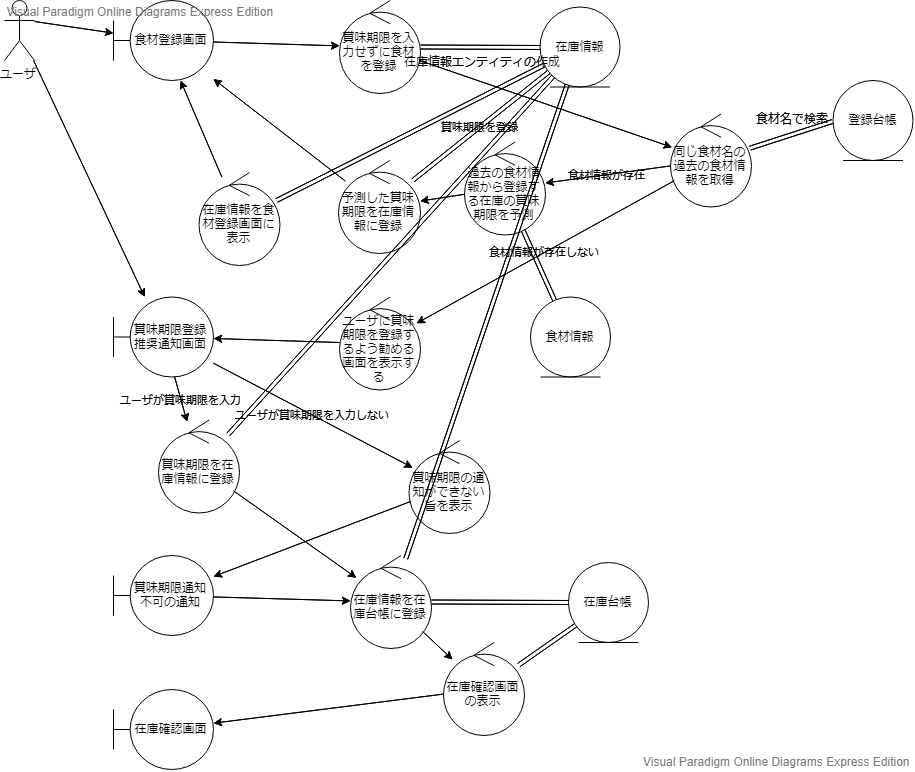 Visual Paradigm Online Diagrams Express Edition
ユーザ
食材登録画面
賞味期限を入
力せずに食材
を登録
在庫情報
在庫情報エンティティの作成
賞味期限を登録
食材名で検索
登録台帳
同じ食材名の
過去の食材情
報を取得
食材情報が存在
過去の食材情
報から登録す
る在庫の賞味
期限を予測
予測した賞味
期限を在庫情
報に登録
在庫情報を食
材登録画面に
表示
食材情報が存在しない
賞味期限登録
推奨通知画面
ユーザに賞味
期限を登録す
るよう勧める
画面を表示す
る
食材情報
ユーザが賞味期限を入力
ユーザが賞味期限を入力しない
賞味期限を在
庫情報に登録
賞味期限の通
知ができない
旨を表示
賞味期限通知
不可の通知
在庫情報を在
庫台帳に登録
在庫台帳
在庫確認画面
の表示
在庫確認画面
Visual Paradigm Online Diagrams Express Edition